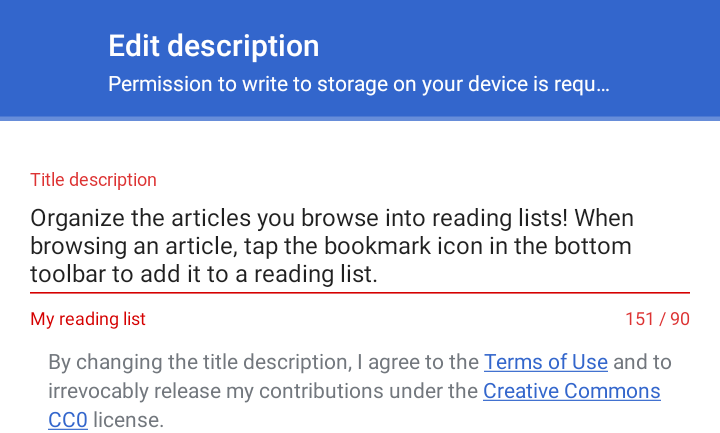 Edit description
Permission to write to storage on your device is requ...
Title description
Organize the articles you browse into reading lists! When
browsing an article, tap the bookmark icon in the bottom
toolbar to add it to a reading list.
My reading list
151 / 90
By changing the title description, I agree to the Terms of Use and to
irrevocably release my contributions under the Creative Commons
CC0 license.